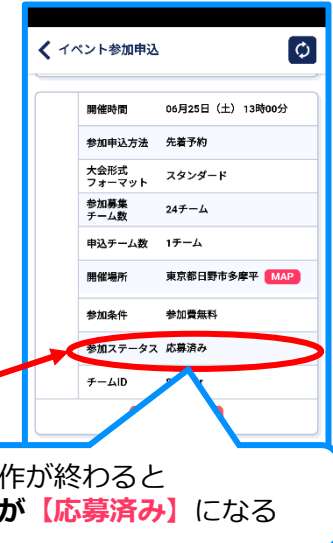 イベント参加申込
開催時間 06月25日（土） 13時00分
参加申込方法 先着予約
大会形式
フォーマット スタンダード
参加募集
チーム数 24チーム
申込チーム数 1チーム
開催場所 東京都日野市多摩平 MAP
参加条件 参加費無料
参加ステータス 応募済み
チームID
作が終わると
が【応募済み】になる